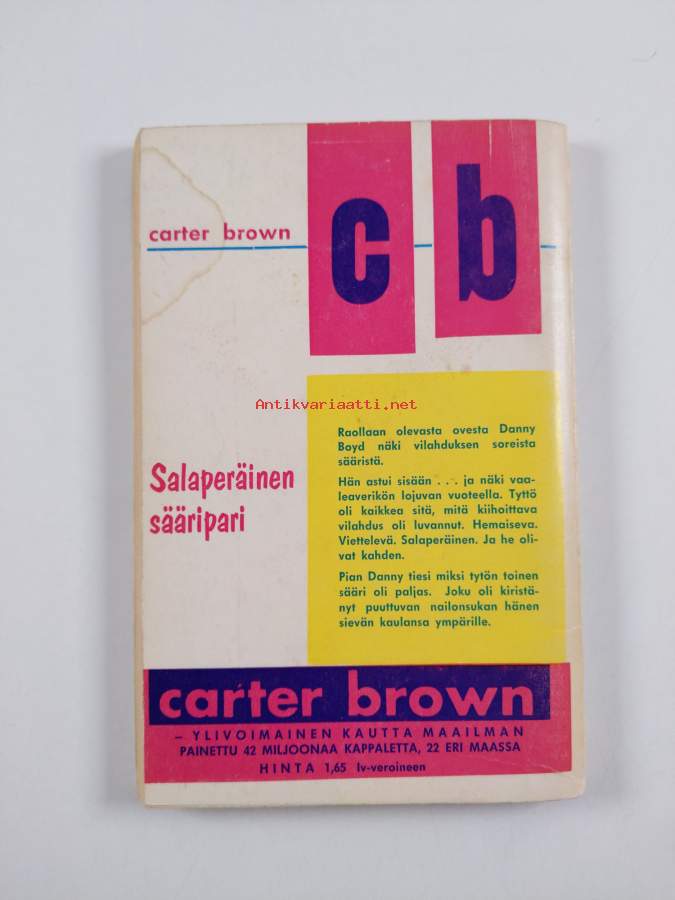 carter brown
c b
Antikvariaatti.net
Salaperäinen
sääripari
Raollaan olevasta ovesta Danny
Boyd näki vilahduksen soreista
sääristä.
Hän astui sisään . . . ja näki vaa-
leaverikön lojuvan vuoteella. Tyttö
oli kaikkea sitä, mitä kiihoittava
vilahdus oli luvannut. Hemaiseva.
Viettelevä. Salaperäinen. Ja he oli-
vat kahden.
Pian Danny tiesi miksi tytön toinen
sääri oli paljas. Joku oli kiristä-
nyt puuttuvan nailonsukan hänen
sievän kaulansa ympärille.
carter brown
– YLIVOIMAINEN KAUTTA MAAILMAN
PAINETTU 42 MILJOONAA KAPPALETTA, 22 ERI MAASSA
HINTA 1,65 lv-veroineen